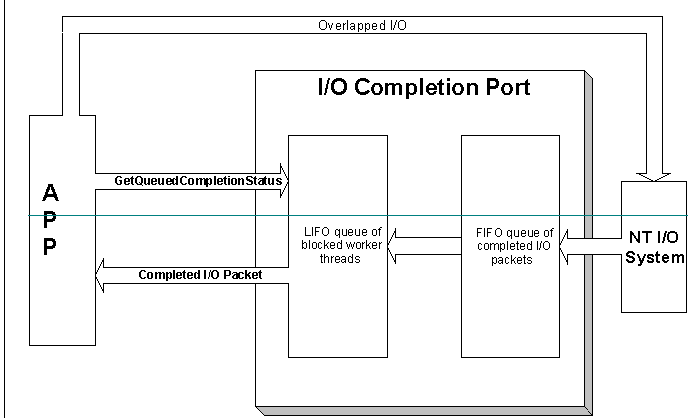 Overlapped I/O
I/O Completion Port
APP
GetQueuedCompletionStatus
LIFO queue of
blocked worker
threads
FIFO queue of
completed I/O
packets
NT I/O
System
Completed I/O Packet